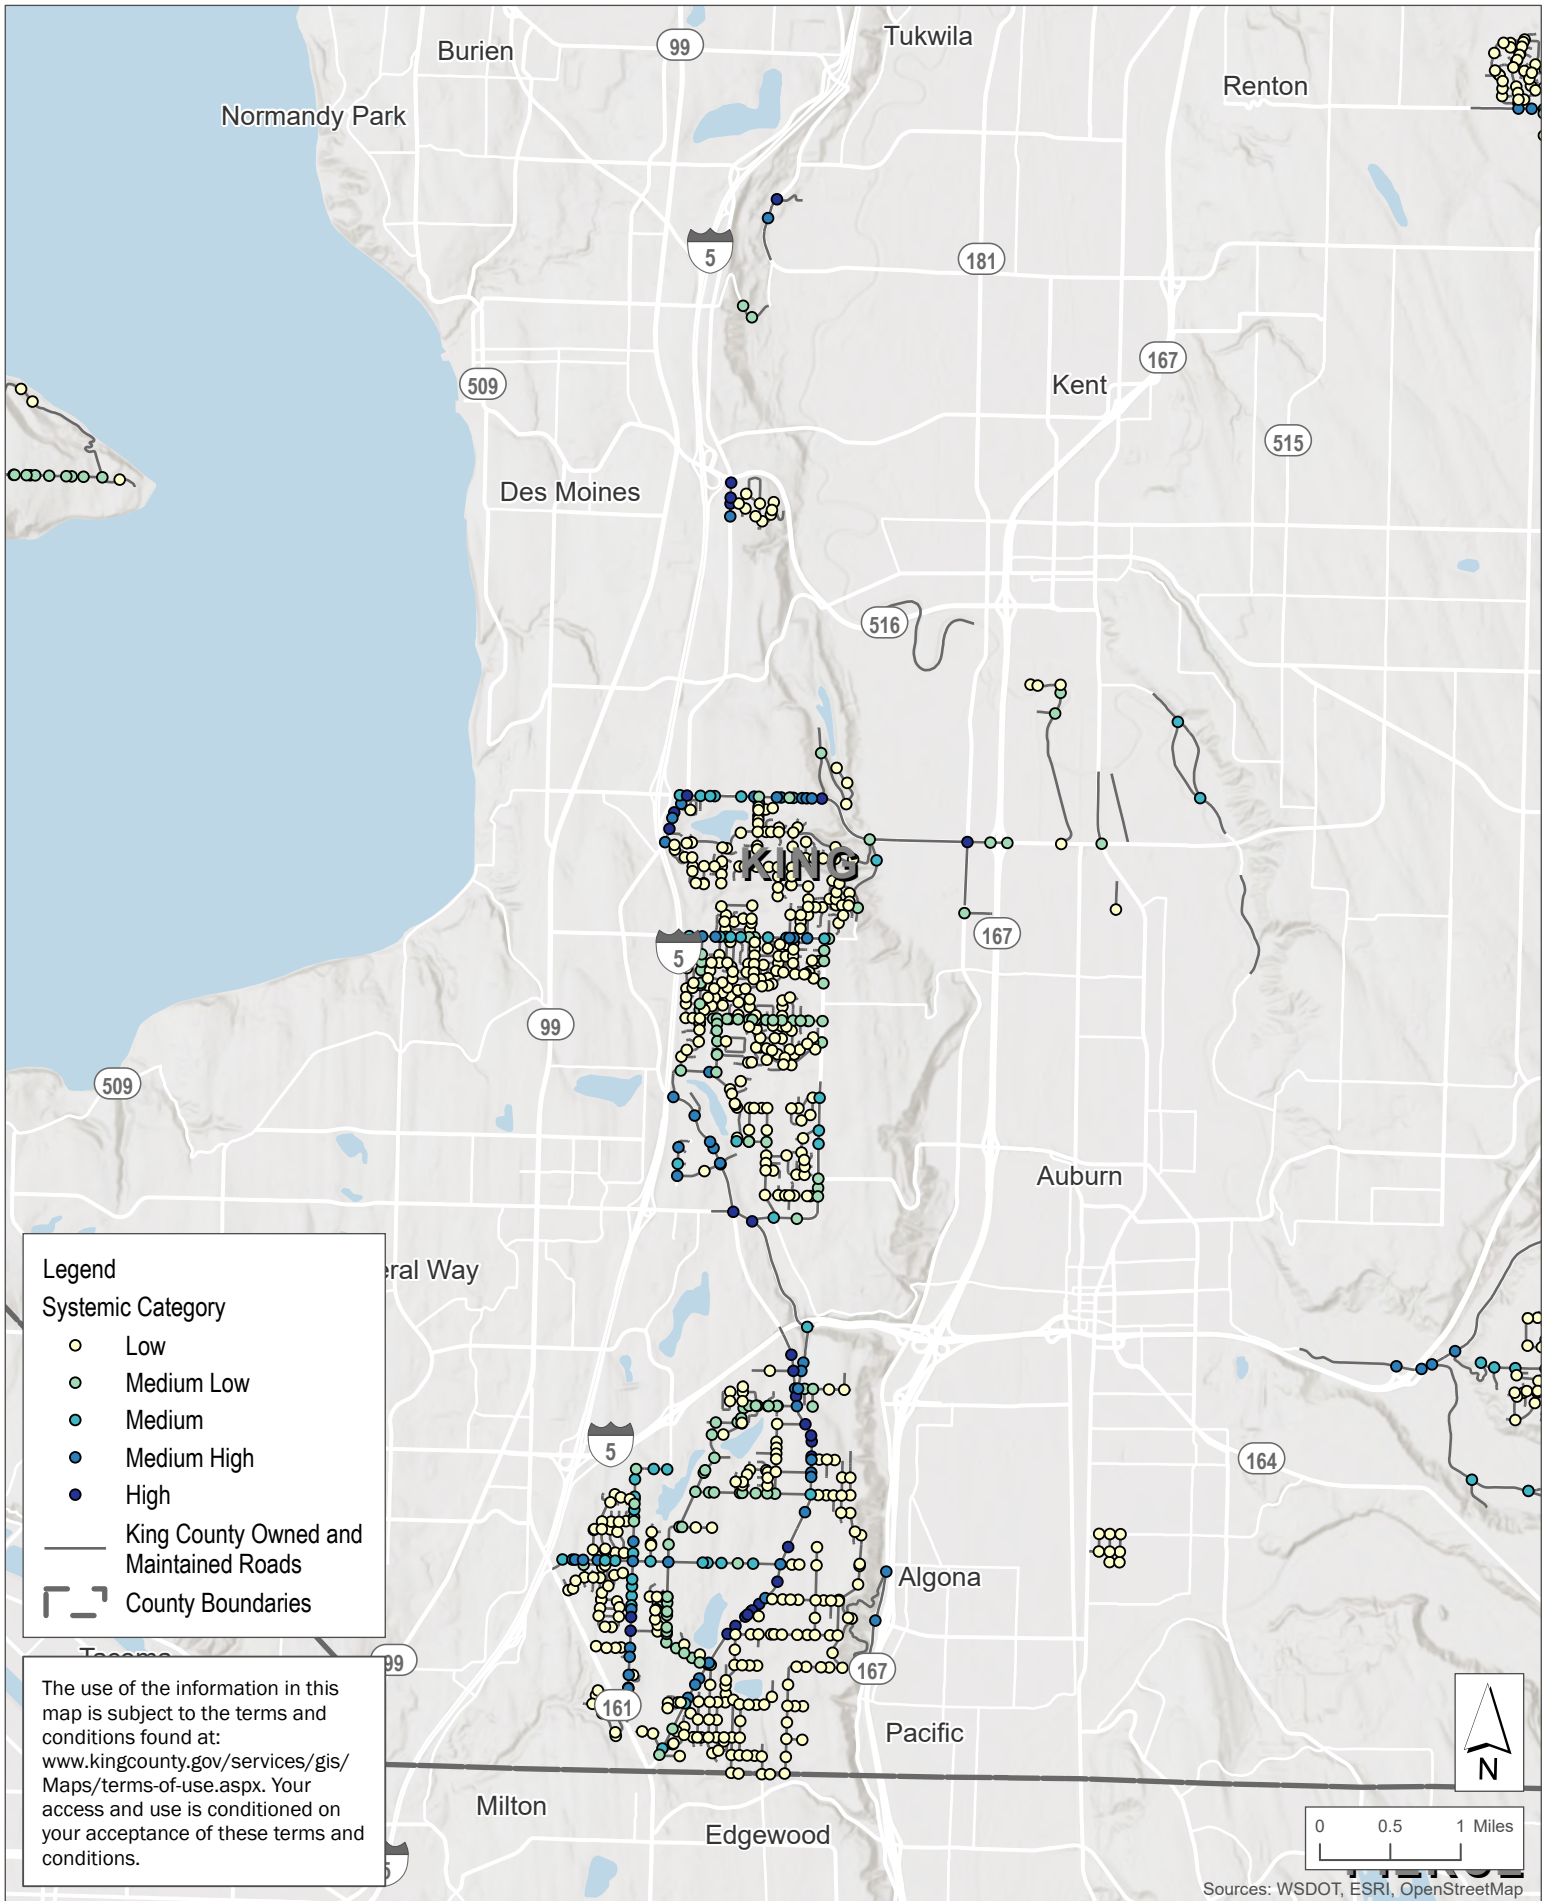 Burien
99
Tukwila
Renton
Normandy Park
5
181
167
Kent
509
515
Des Moines
516
KING
167
5
99
509
Auburn
eral Way
5
164
Algona
99
167
161
Pacific
Milton
Edgewood
5
Legend
Systemic Category
Low
Medium Low
Medium
Medium High
High
King County Owned and
Maintained Roads
County Boundaries
The use of the information in this
map is subject to the terms and
conditions found at:
www.kingcounty.gov/services/gis/
Maps/terms-of-use.aspx. Your
access and use is conditioned on
your acceptance of these terms and
conditions.
N
0 0.5 1 Miles
Sources: WSDOT, ESRI, OpenStreetMap